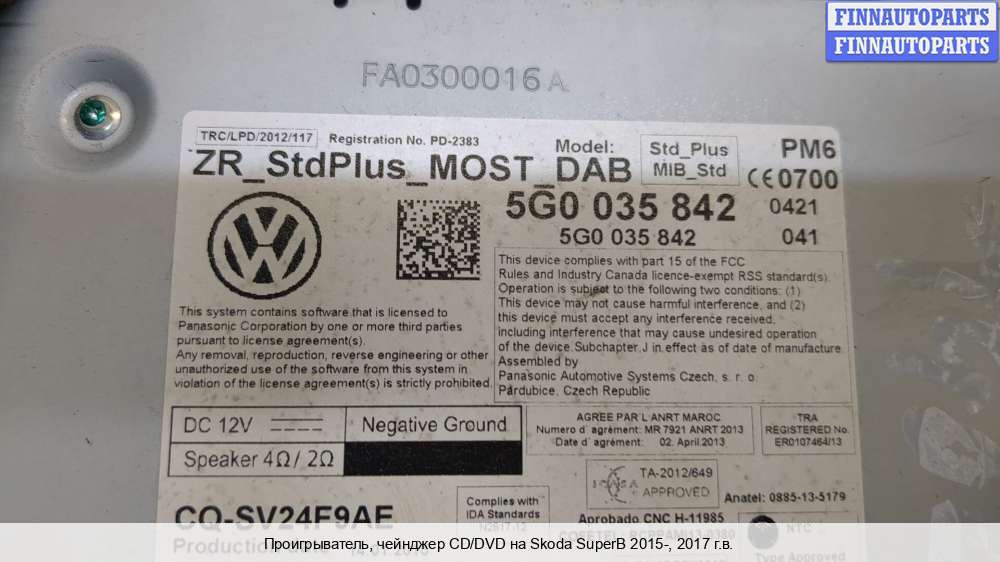 FINNAUTOPARTS
FINNAUTOPARTS
FA0300016A
TRC/LPD/2012/117 Registration No. PD-2383
Model: Std_Plus MIB_Std
PM6
ZR_StdPlus_MOST_DAB
CE0700
5G0 035 842 0421
5G0 035 842 041
This device complies with part 15 of the FCC
Rules and Industry Canada licence-exempt RSS standard(s).
Operation is subject to the following two conditions: (1)
This device may not cause harmful interference, and (2)
this device must accept any interference received,
including interference that may cause undesired operation
of the device. Subchapter J in effect as of date of manufacture
Assembled by
Panasonic Automotive Systems Czech, s. r. o.
Pardubice, Czech Republic
This system contains software that is licensed to
Panasonic Corporation by one or more third parties
pursuant to license agreement(s).
Any removal, reproduction, reverse engineering or other
unauthorized use of the software from this system in
violation of the license agreement(s) is strictly prohibited.
DC 12V
Negative Ground
Speaker 4Ω/ 2Ω
AGREE PAR L'ANRT MAROC
Numero d'agrément: MR 7921 ANRT 2013
Date d'agrément: 02. April.2013
TRA
REGISTERED No.
ER0107464/13
ICASA
TA-2012/649
APPROVED
Anatel: 0885-13-5179
CQ-SV24F9AE
Complies with
IDA Standards
Aprobado CNC H-11985
NTC
Production date
Type Approved
Проигрыватель, чейнджер CD/DVD на Skoda SuperB 2015-, 2017 г.в.